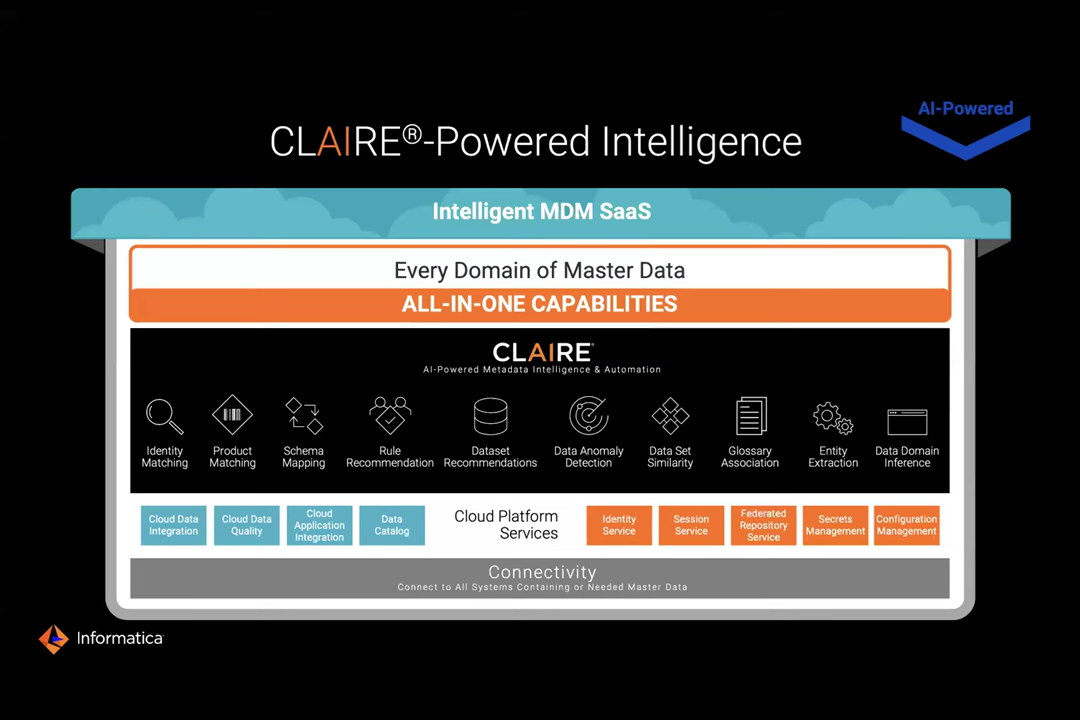 AI-Powered
CLAIRE®-Powered Intelligence
Intelligent MDM SaaS
Every Domain of Master Data
ALL-IN-ONE CAPABILITIES
CLAIRE®
AI-Powered Metadata Intelligence & Automation
Identity
Matching
Product
Matching
Schema
Mapping
Rule
Recommendation
Dataset
Recommendations
Data Anomaly
Detection
Data Set
Similarity
Glossary
Association
Entity
Extraction
Data Domain
Inference
Cloud Data
Integration
Cloud Data
Quality
Cloud
Application
Integration
Data
Catalog
Cloud Platform
Services
Identity
Service
Session
Service
Federated
Repository
Service
Secrets
Management
Configuration
Management
Connectivity
Connect to All Systems Containing or Needed Master Data
Informatica